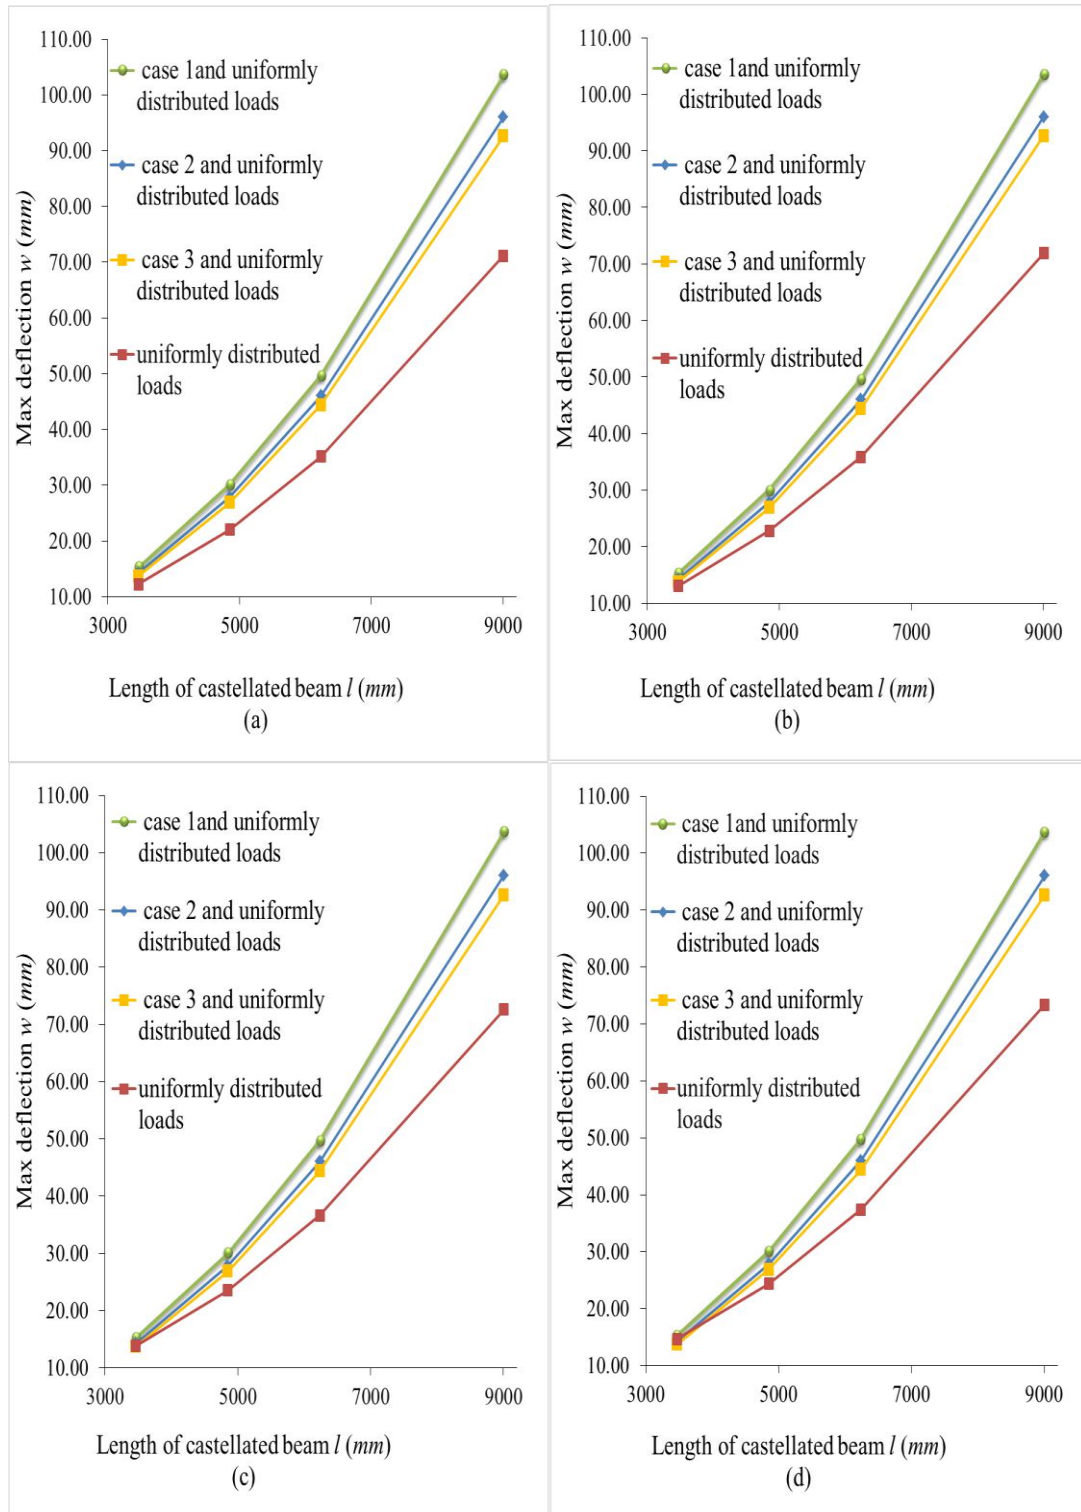 110.00
100.00
90.00
80.00
70.00
60.00
50.00
40.00
30.00
20.00
10.00
Max deflection w (mm)
case 1and uniformly
distributed loads
case 2 and uniformly
distributed loads
case 3 and uniformly
distributed loads
uniformly distributed
loads
3000 5000 7000 9000
Length of castellated beam l (mm)
(a)
110.00
100.00
90.00
80.00
70.00
60.00
50.00
40.00
30.00
20.00
10.00
Max deflection w (mm)
case 1and uniformly
distributed loads
case 2 and uniformly
distributed loads
case 3 and uniformly
distributed loads
uniformly distributed
loads
3000 5000 7000 9000
Length of castellated beam l (mm)
(b)
110.00
100.00
90.00
80.00
70.00
60.00
50.00
40.00
30.00
20.00
10.00
Max deflection w (mm)
case 1and uniformly
distributed loads
case 2 and uniformly
distributed loads
case 3 and uniformly
distributed loads
uniformly distributed
loads
3000 5000 7000 9000
Length of castellated beam l (mm)
(c)
110.00
100.00
90.00
80.00
70.00
60.00
50.00
40.00
30.00
20.00
10.00
Max deflection w (mm)
case 1and uniformly
distributed loads
case 2 and uniformly
distributed loads
case 3 and uniformly
distributed loads
uniformly distributed
loads
3000 5000 7000 9000
Length of castellated beam l (mm)
(d)